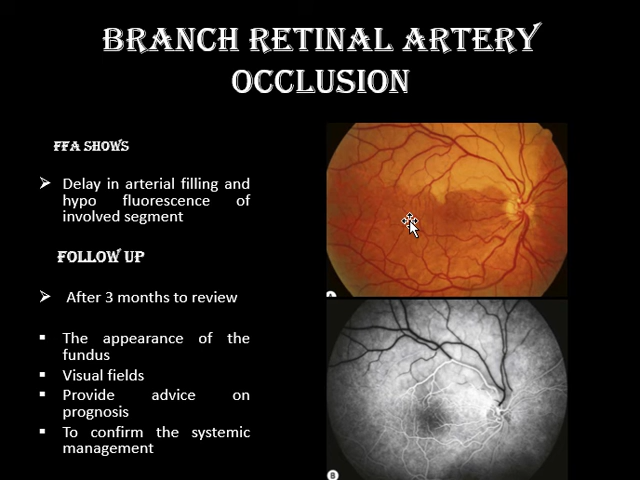 BRANCH RETINAL ARTERY
OCCLUSION
FFA SHOWS
➢ Delay in arterial filling and
hypo fluorescence of
involved segment
FOLLOW UP
➢ After 3 months to review
▪ The appearance of the
fundus
▪ Visual fields
▪ Provide advice on
prognosis
▪ To confirm the systemic
management
B